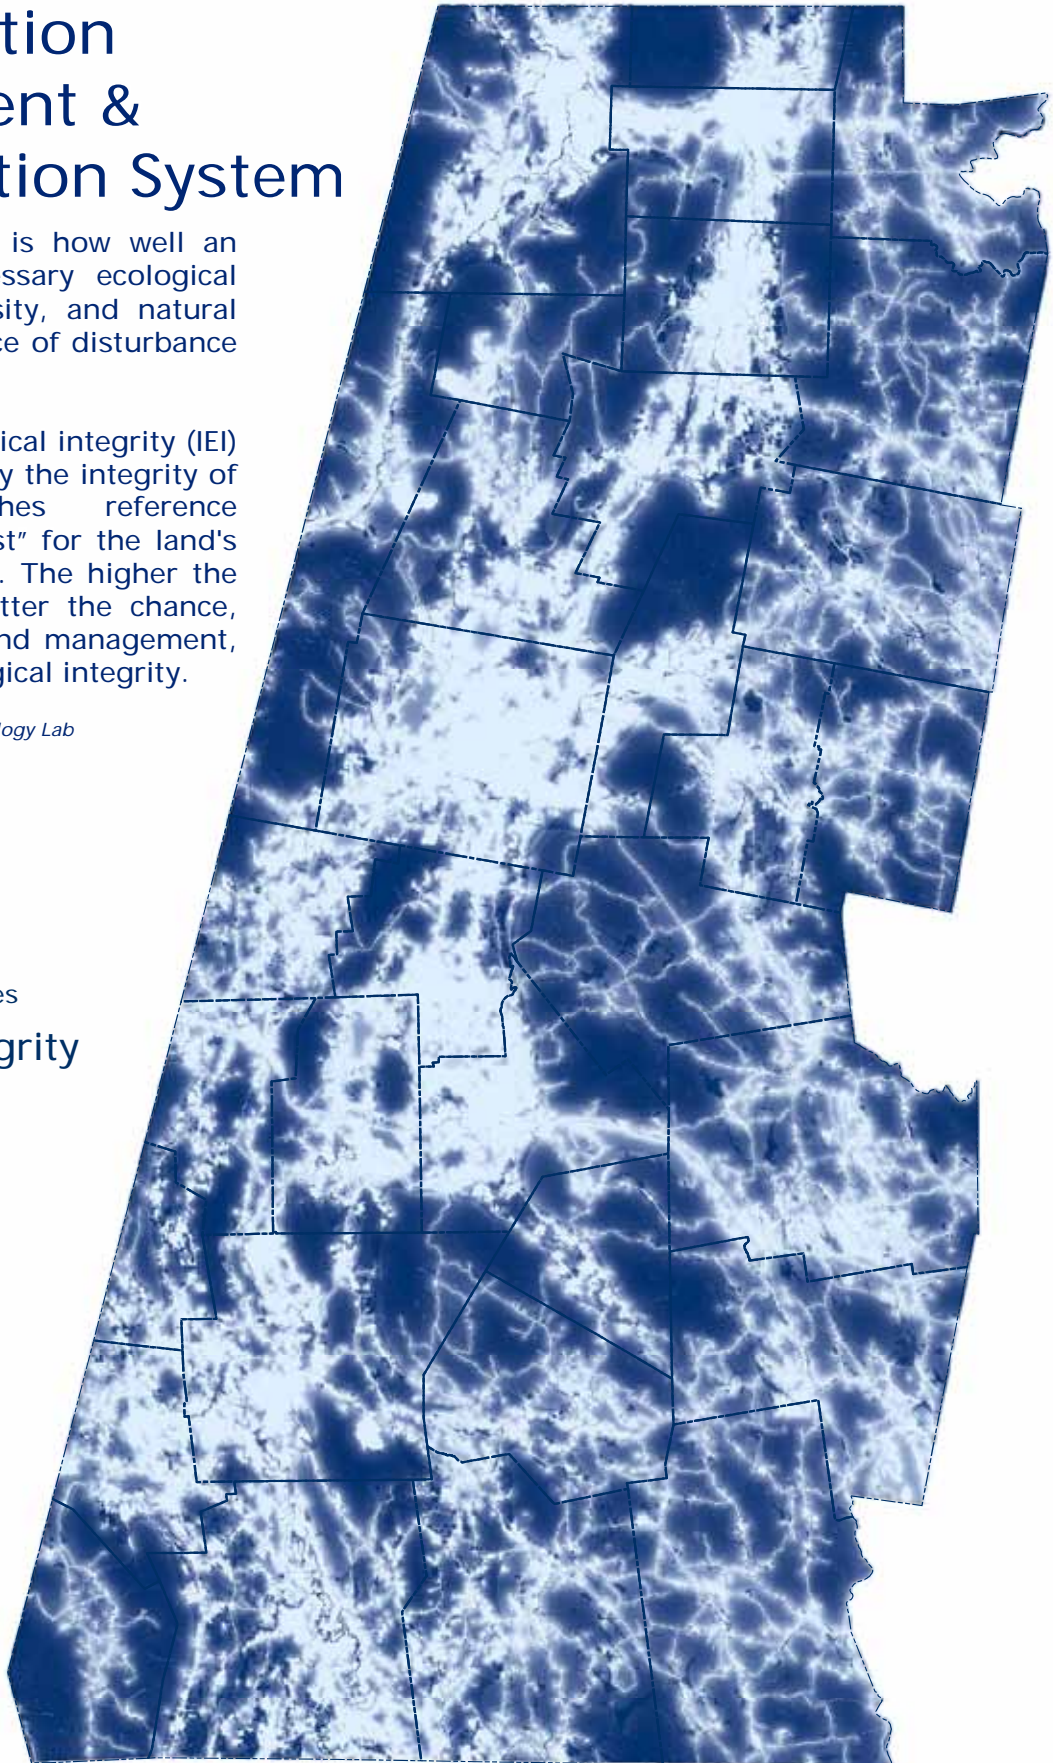 tion
ent &
tion System
is how well an
ssary ecological
sity, and natural
ce of disturbance
ical integrity (IEI)
y the integrity of
hes reference
st” for the land's
. The higher the
tter the chance,
nd management,
gical integrity.
logy Lab
es
grity